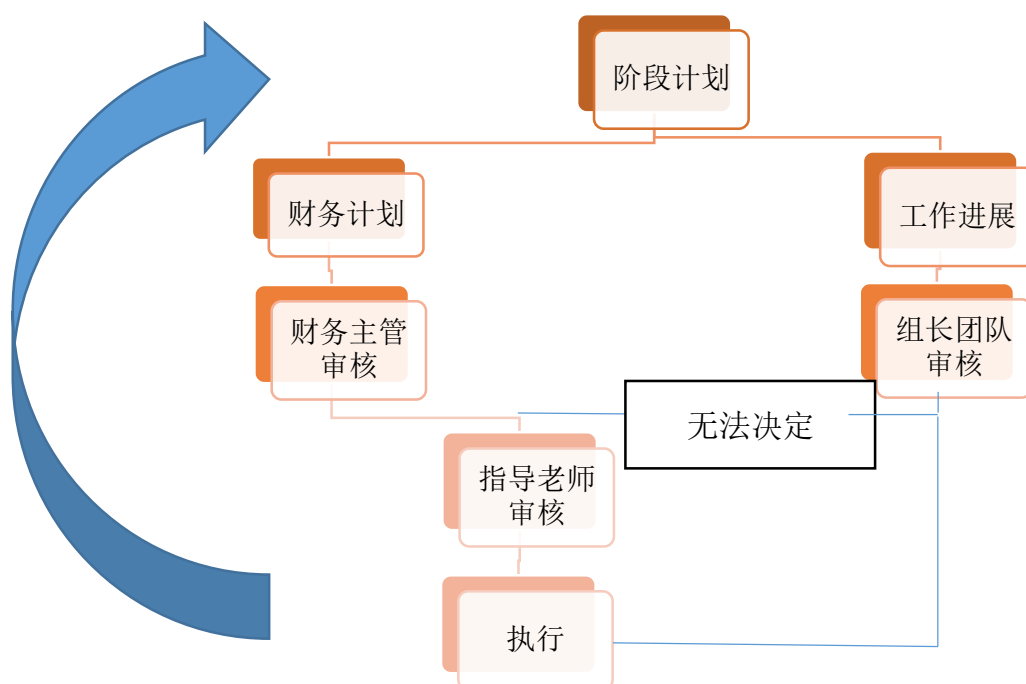 阶段计划
财务计划
工作进展
财务主管
审核
组长团队
审核
无法决定
指导老师
审核
执行